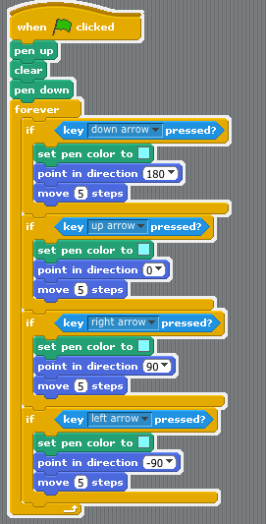 when clicked
pen up
clear
pen down
forever
if key down arrow pressed?
set pen color to
point in direction 180
move 5 steps
if key up arrow pressed?
set pen color to
point in direction 0
move 5 steps
if key right arrow pressed?
set pen color to
point in direction 90
move 5 steps
if key left arrow pressed?
set pen color to
point in direction -90
move 5 steps